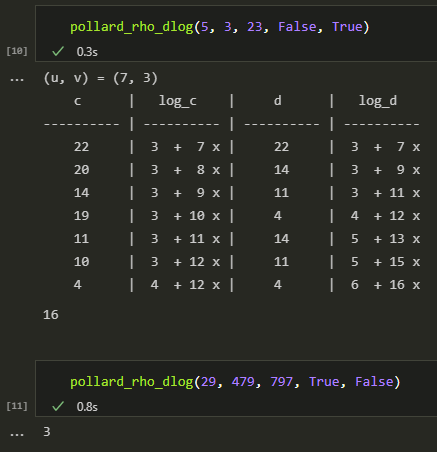 pollard_rho_dlog(5, 3, 23, False, True)
[10] ✓ 0.3s
... (u, v) = (7, 3)
c | log_c | d | log_d
---------- | ---------- | ---------- | ----------
22 | 3 + 7 x | 22 | 3 + 7 x
20 | 3 + 8 x | 14 | 3 + 9 x
14 | 3 + 9 x | 11 | 3 + 11 x
19 | 3 + 10 x | 4 | 4 + 12 x
11 | 3 + 11 x | 14 | 5 + 13 x
10 | 3 + 12 x | 11 | 5 + 15 x
4 | 4 + 12 x | 4 | 6 + 16 x
16
pollard_rho_dlog(29, 479, 797, True, False)
[11] ✓ 0.8s
... 3